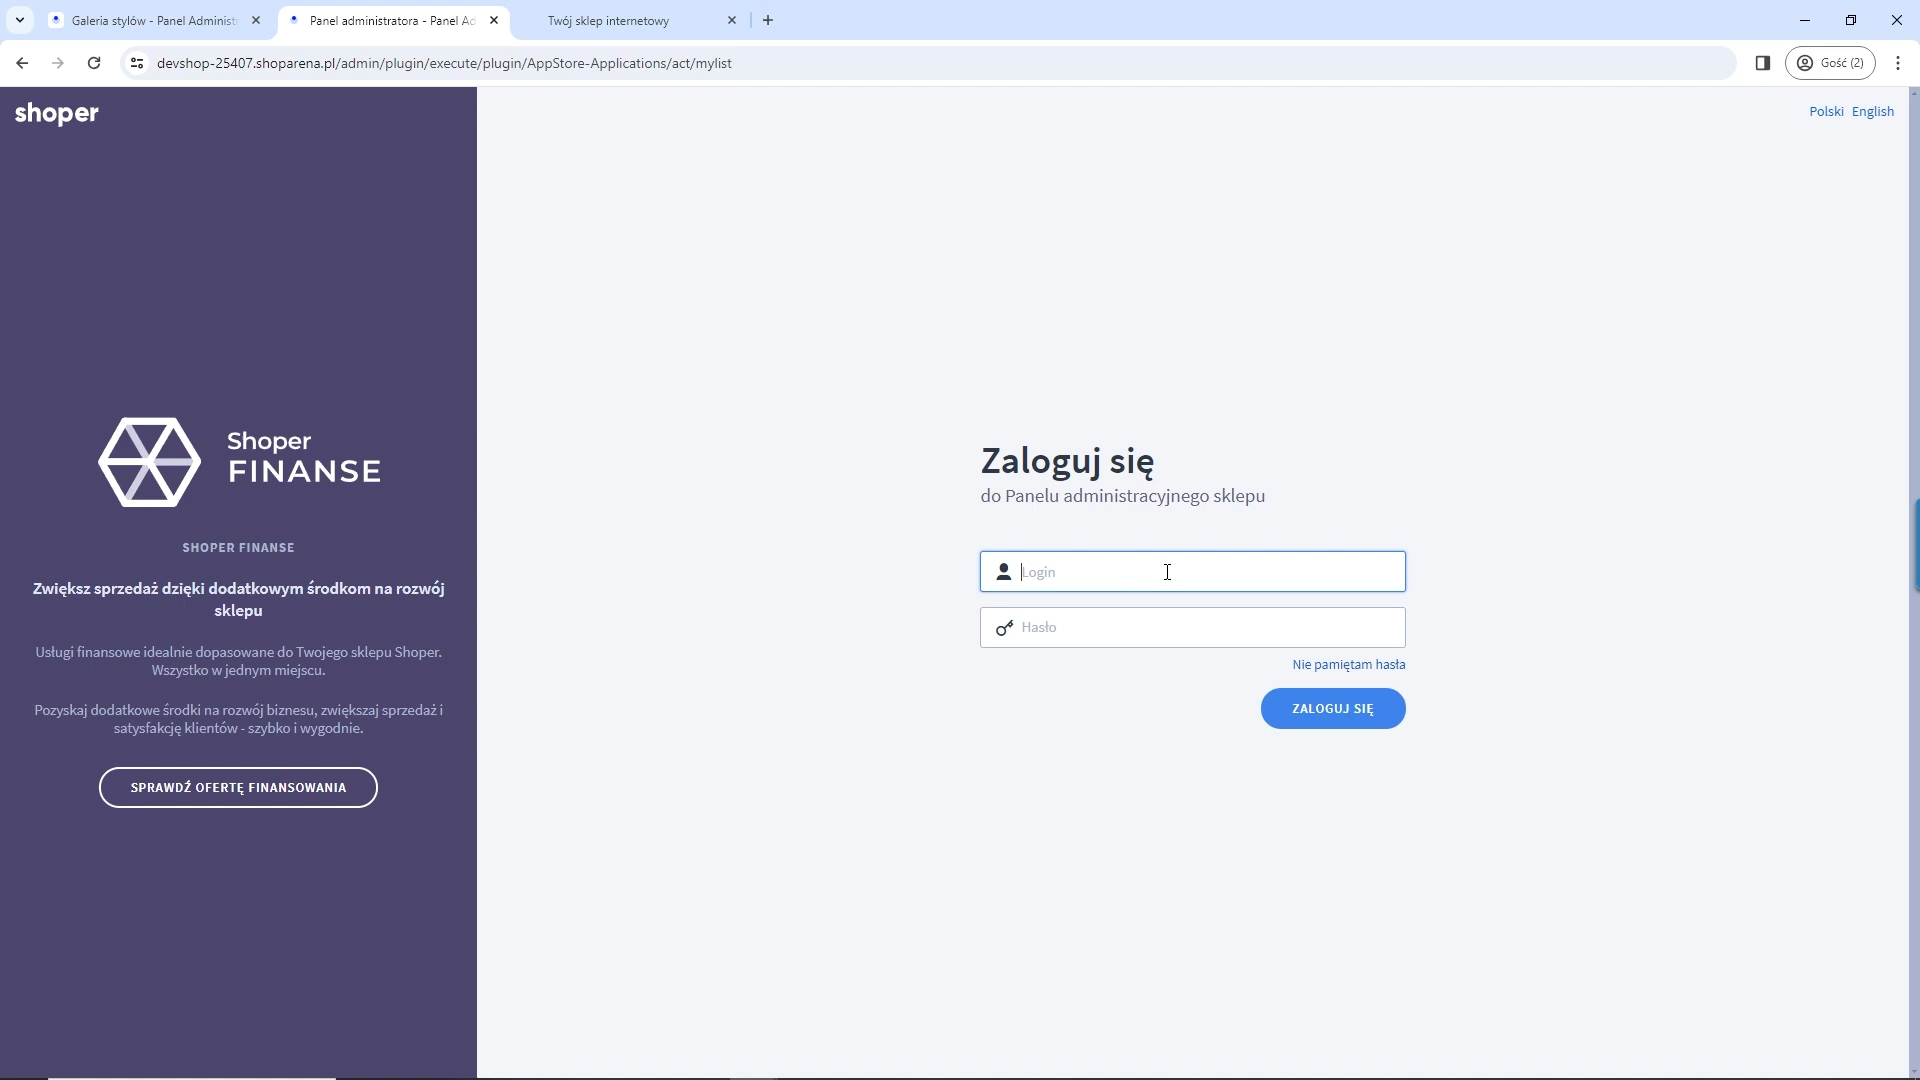 Galeria stylów - Panel Administ
Panel administratora - Panel Ad
Twój sklep internetowy
devshop-25407.shoparena.pl/admin/plugin/execute/plugin/AppStore-Applications/act/mylist
Gość (2)
shoper
Polski English
Shoper
FINANSE
SHOPER FINANSE
Zwiększ sprzedaż dzięki dodatkowym środkom na rozwój
sklepu
Usługi finansowe idealnie dopasowane do Twojego sklepu Shoper.
Wszystko w jednym miejscu.
Pozyskaj dodatkowe środki na rozwój biznesu, zwiększaj sprzedaż i
satysfakcję klientów - szybko i wygodnie.
SPRAWDŹ OFERTĘ FINANSOWANIA
Zaloguj się
do Panelu administracyjnego sklepu
Login
Hasło
Nie pamiętam hasła
ZALOGUJ SIĘ